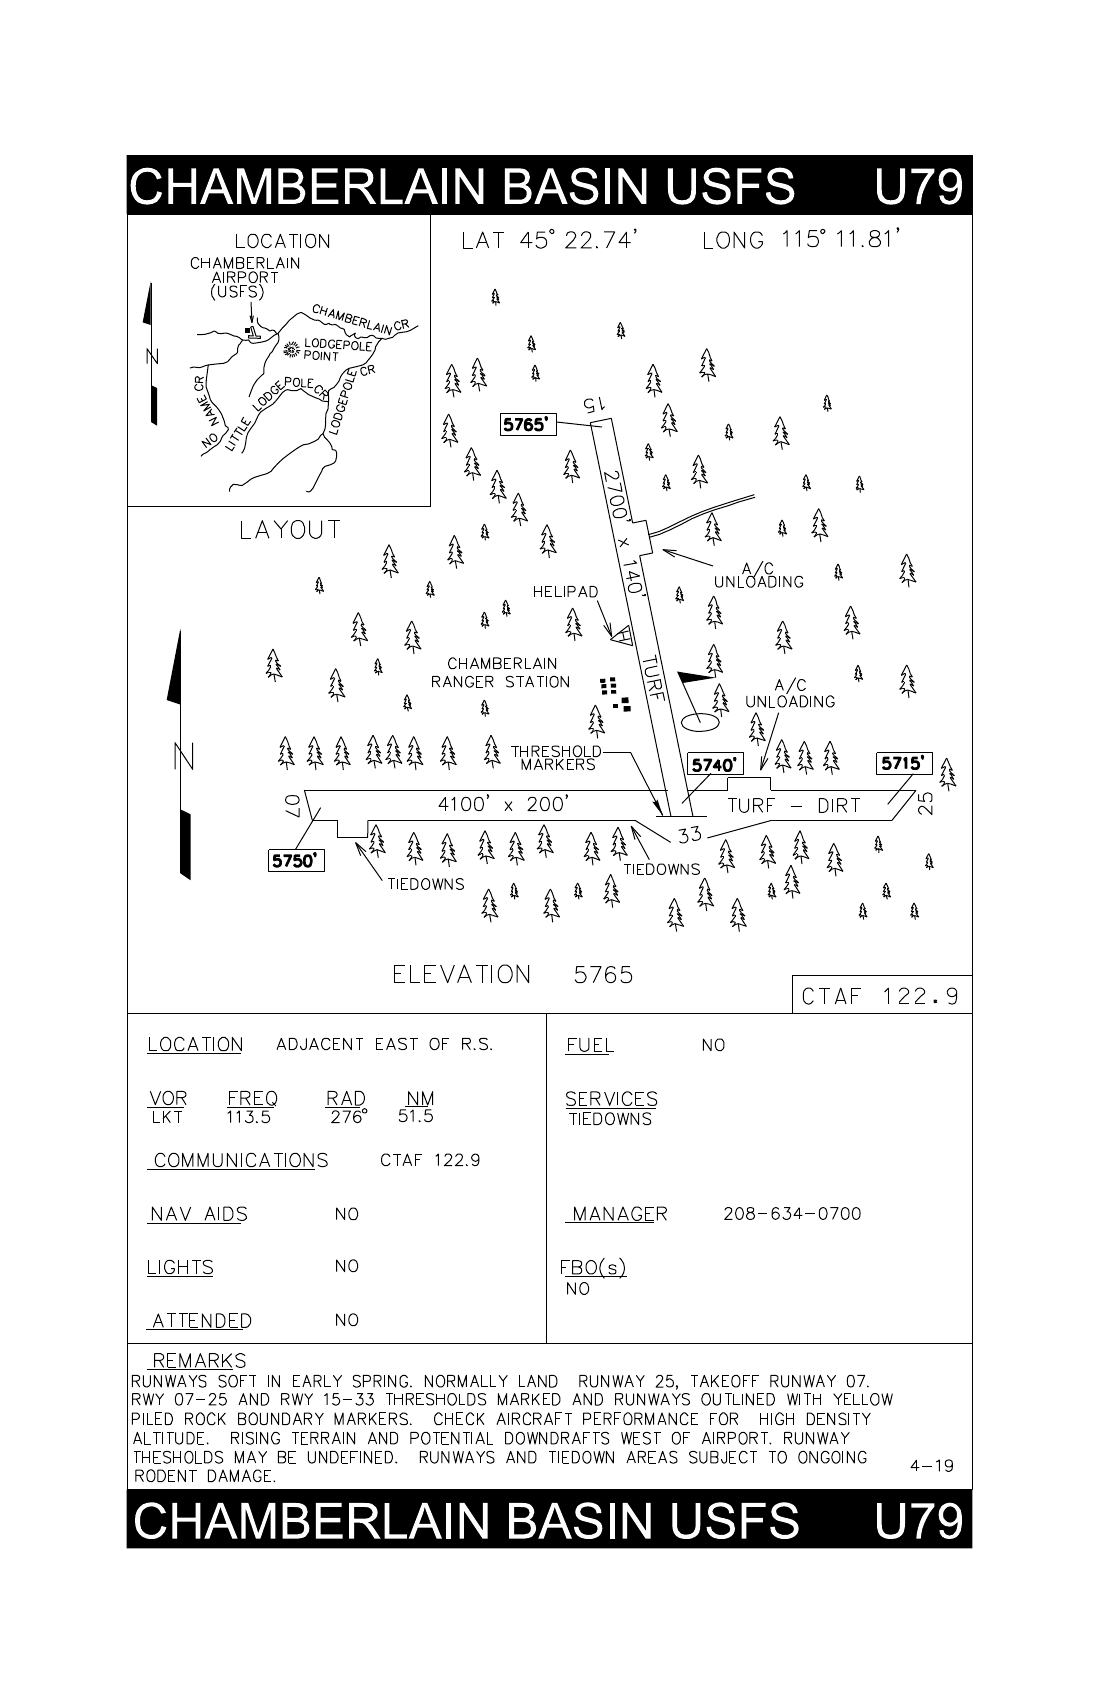 CHAMBERLAIN BASIN USFS U79
LOCATION
CHAMBERLAIN
AIRPORT
(USFS)
CHAMBERLAIN CR
LODGEPOLE
POINT
LODGEPOLE CR
LODGEPOLE CR
LITTLE
NO NAME CR
N
LAT 45° 22.74' LONG 115° 11.81'
LAYOUT
15
5765'
2700' x 140'
TURF
A/C
UNLOADING
HELIPAD
H
CHAMBERLAIN
RANGER STATION
A/C
UNLOADING
N
THRESHOLD
MARKERS
5740'
5715'
07
4100' x 200'
TURF - DIRT
25
33
5750'
TIEDOWNS
TIEDOWNS
ELEVATION 5765
CTAF 122.9
LOCATION ADJACENT EAST OF R.S.
VOR FREQ RAD NM
LKT 113.5 276° 51.5
COMMUNICATIONS CTAF 122.9
NAV AIDS NO
LIGHTS NO
ATTENDED NO
FUEL NO
SERVICES
TIEDOWNS
MANAGER 208-634-0700
FBO(s)
NO
REMARKS
RUNWAYS SOFT IN EARLY SPRING. NORMALLY LAND RUNWAY 25, TAKEOFF RUNWAY 07.
RWY 07-25 AND RWY 15-33 THRESHOLDS MARKED AND RUNWAYS OUTLINED WITH YELLOW
PILED ROCK BOUNDARY MARKERS. CHECK AIRCRAFT PERFORMANCE FOR HIGH DENSITY
ALTITUDE. RISING TERRAIN AND POTENTIAL DOWNDRAFTS WEST OF AIRPORT. RUNWAY
THESHOLDS MAY BE UNDEFINED. RUNWAYS AND TIEDOWN AREAS SUBJECT TO ONGOING
RODENT DAMAGE.
4-19
CHAMBERLAIN BASIN USFS U79